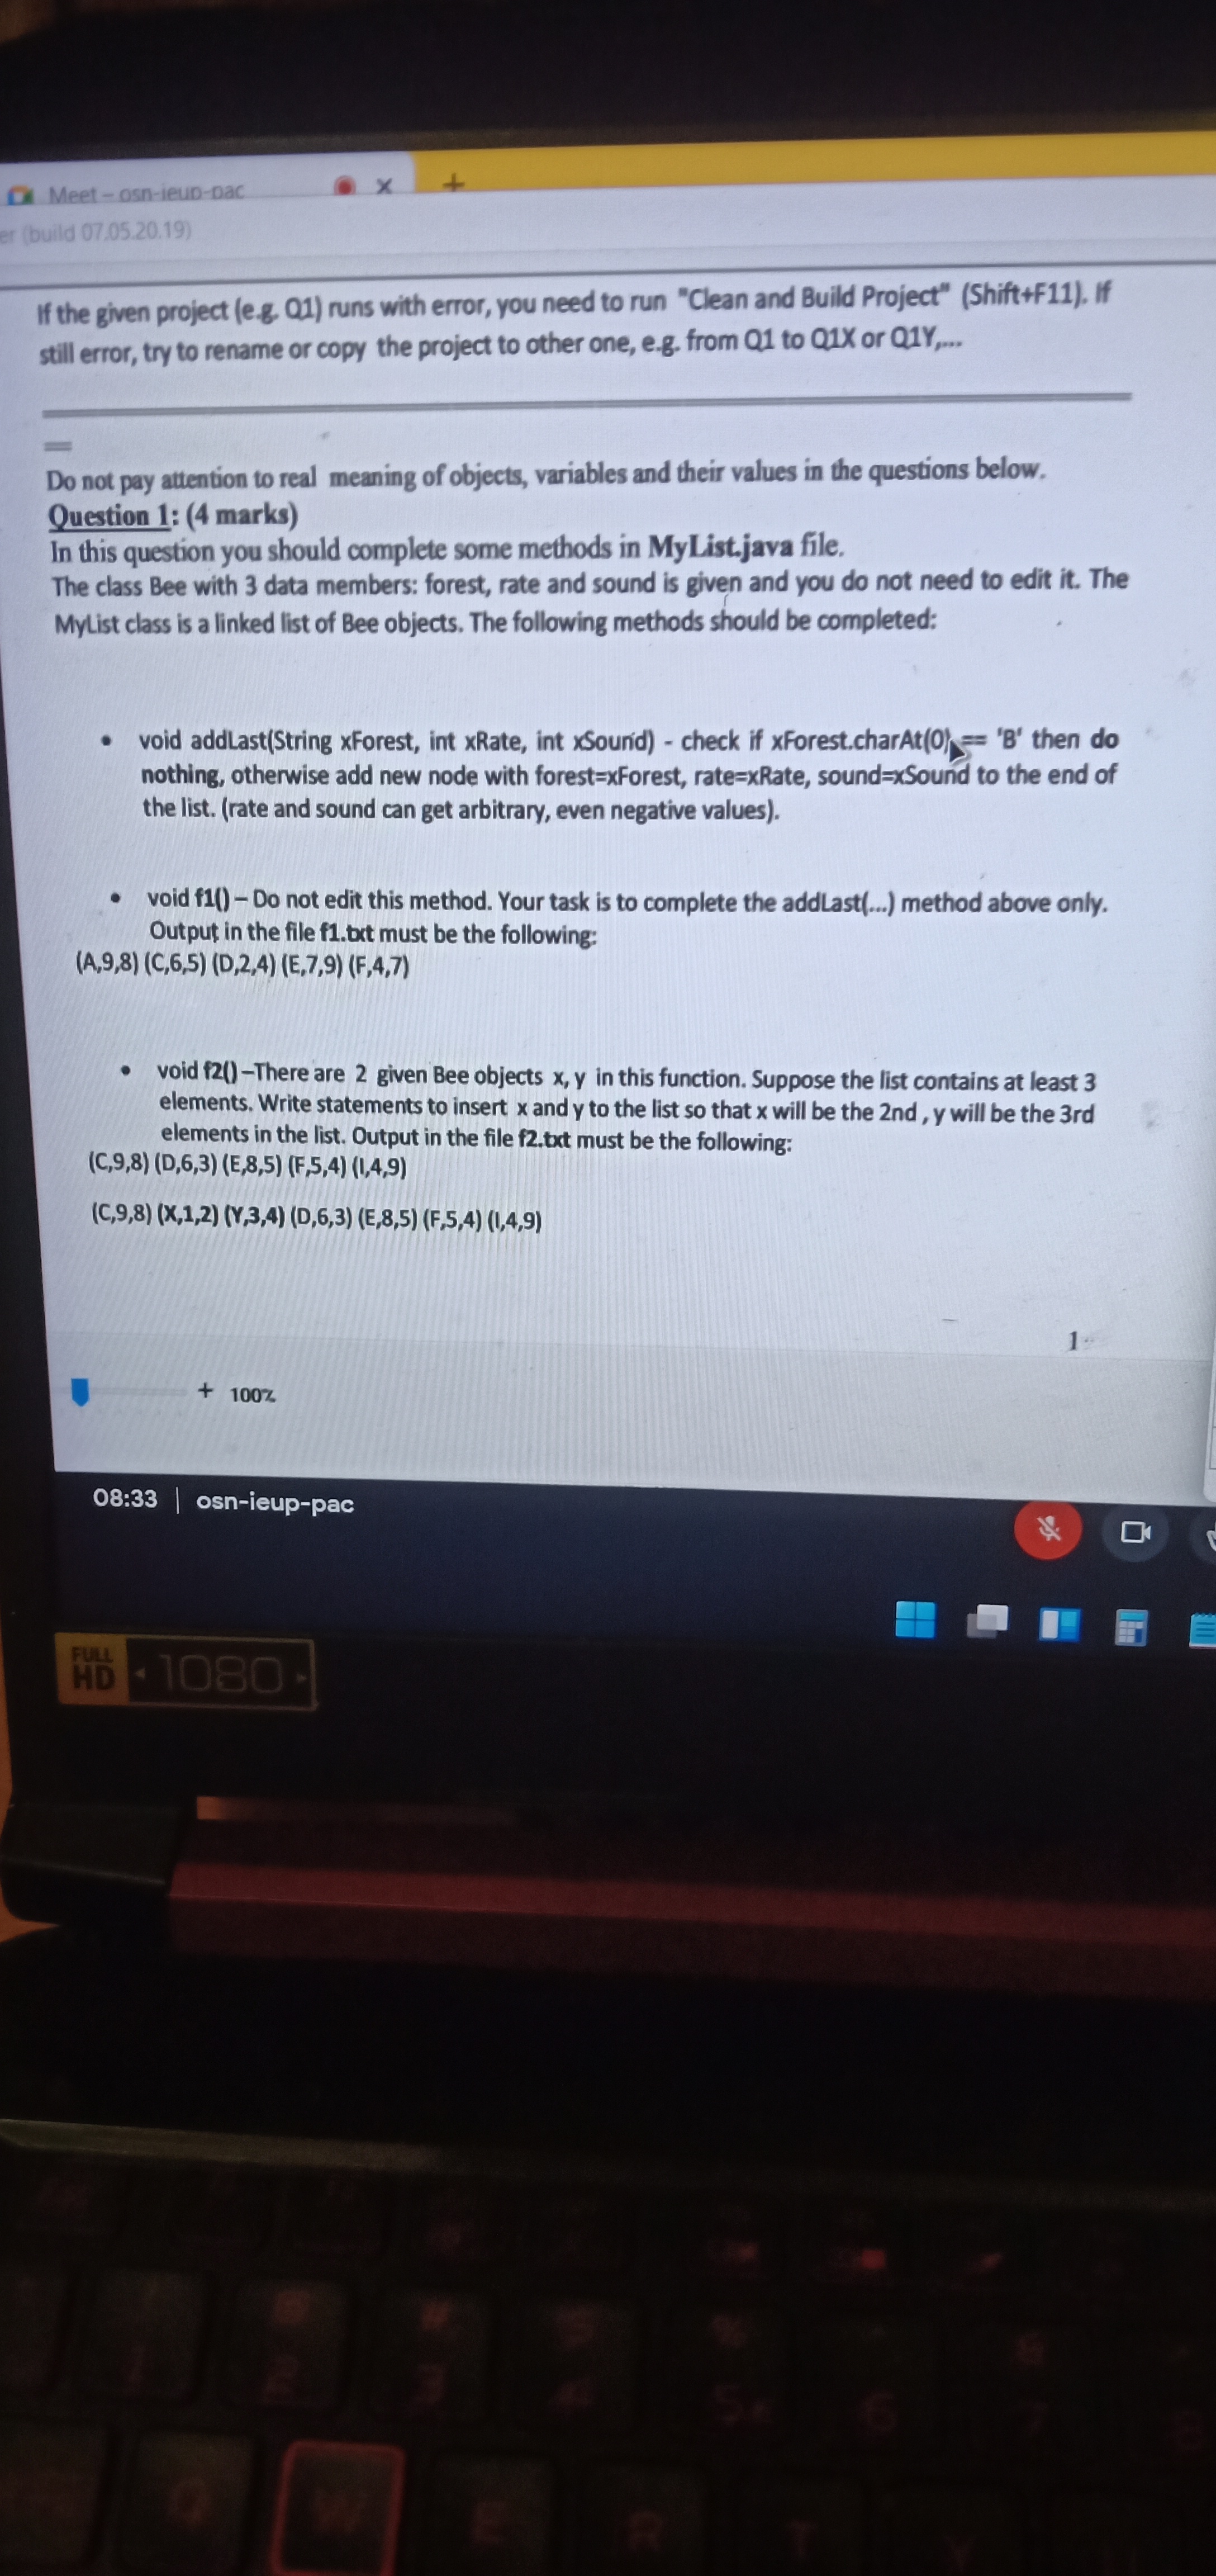 Meet – osn-ieup-pac
er (build 07.05.20.19)
If the given project (e.g. Q1) runs with error, you need to run "Clean and Build Project" (Shift+F11). If
still error, try to rename or copy the project to other one, e.g. from Q1 to Q1X or Q1Y,...
Do not pay attention to real meaning of objects, variables and their values in the questions below.
Question 1: (4 marks)
In this question you should complete some methods in MyList.java file.
The class Bee with 3 data members: forest, rate and sound is given and you do not need to edit it. The
MyList class is a linked list of Bee objects. The following methods should be completed:
• void addLast(String xForest, int xRate, int xSound) - check if xForest.charAt(0) == 'B' then do
nothing, otherwise add new node with forest=xForest, rate=xRate, sound=xSound to the end of
the list. (rate and sound can get arbitrary, even negative values).
• void f1() – Do not edit this method. Your task is to complete the addLast(...) method above only.
Output in the file f1.txt must be the following:
(A,9,8) (C,6,5) (D,2,4) (E,7,9) (F,4,7)
• void f2() –There are 2 given Bee objects x, y in this function. Suppose the list contains at least 3
elements. Write statements to insert x and y to the list so that x will be the 2nd , y will be the 3rd
elements in the list. Output in the file f2.txt must be the following:
(C,9,8) (D,6,3) (E,8,5) (F,5,4) (I,4,9)
(C,9,8) (X,1,2) (Y,3,4) (D,6,3) (E,8,5) (F,5,4) (I,4,9)
1
+ 100%
08:33 | osn-ieup-pac
FULL HD 1080
3
4
5
6
7
Q W E R T Y